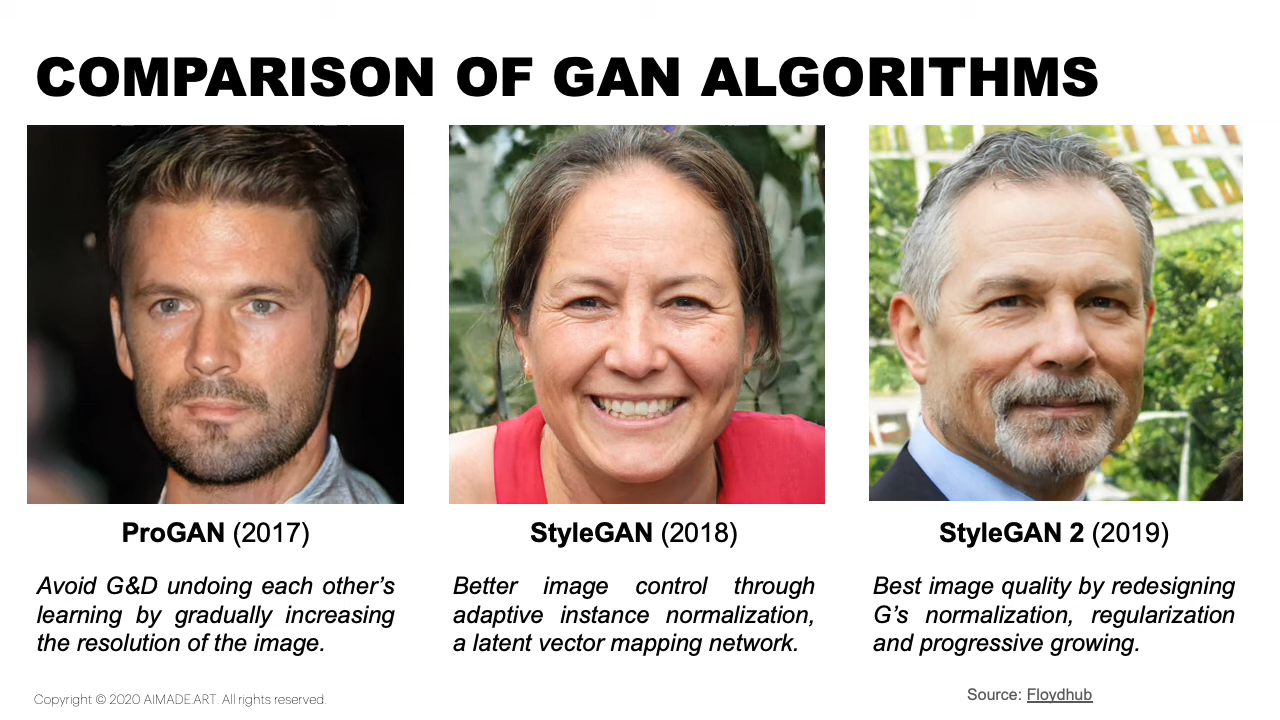 COMPARISON OF GAN ALGORITHMS
ProGAN (2017)
Avoid G&D undoing each other’s
learning by gradually increasing
the resolution of the image.
StyleGAN (2018)
Better image control through
adaptive instance normalization,
a latent vector mapping network.
StyleGAN 2 (2019)
Best image quality by redesigning
G’s normalization, regularization
and progressive growing.
Copyright © 2020 AIMADE.ART. All rights reserved.
Source: Floydhub